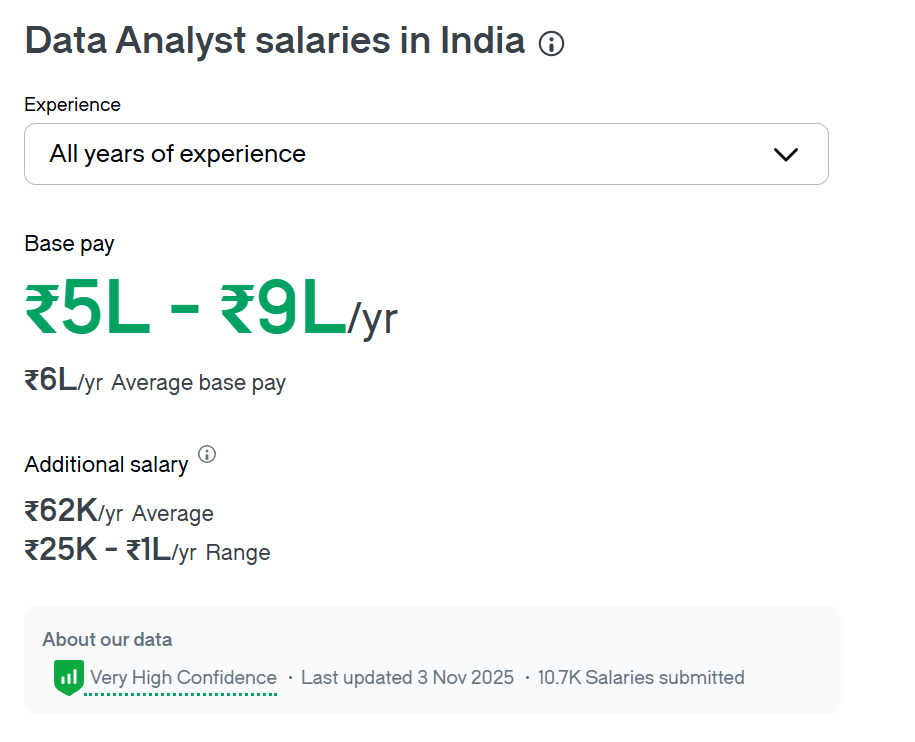 Data Analyst salaries in India
Experience
All years of experience
Base pay
₹5L - ₹9L/yr
₹6L/yr Average base pay
Additional salary
₹62K/yr Average
₹25K - ₹1L/yr Range
About our data
Very High Confidence · Last updated 3 Nov 2025 · 10.7K Salaries submitted